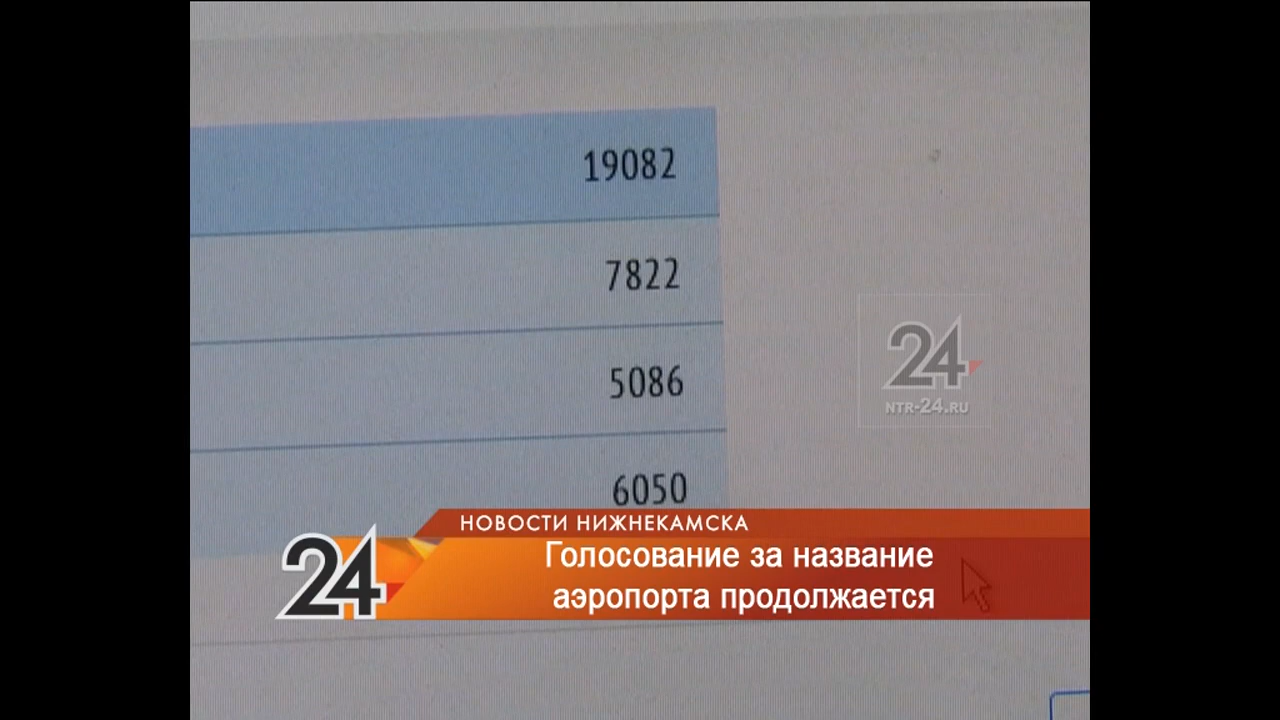 19082
7822
5086
24
NTR-24.RU
6050
НОВОСТИ НИЖНЕКАМСКА
24
Голосование за название
аэропорта продолжается